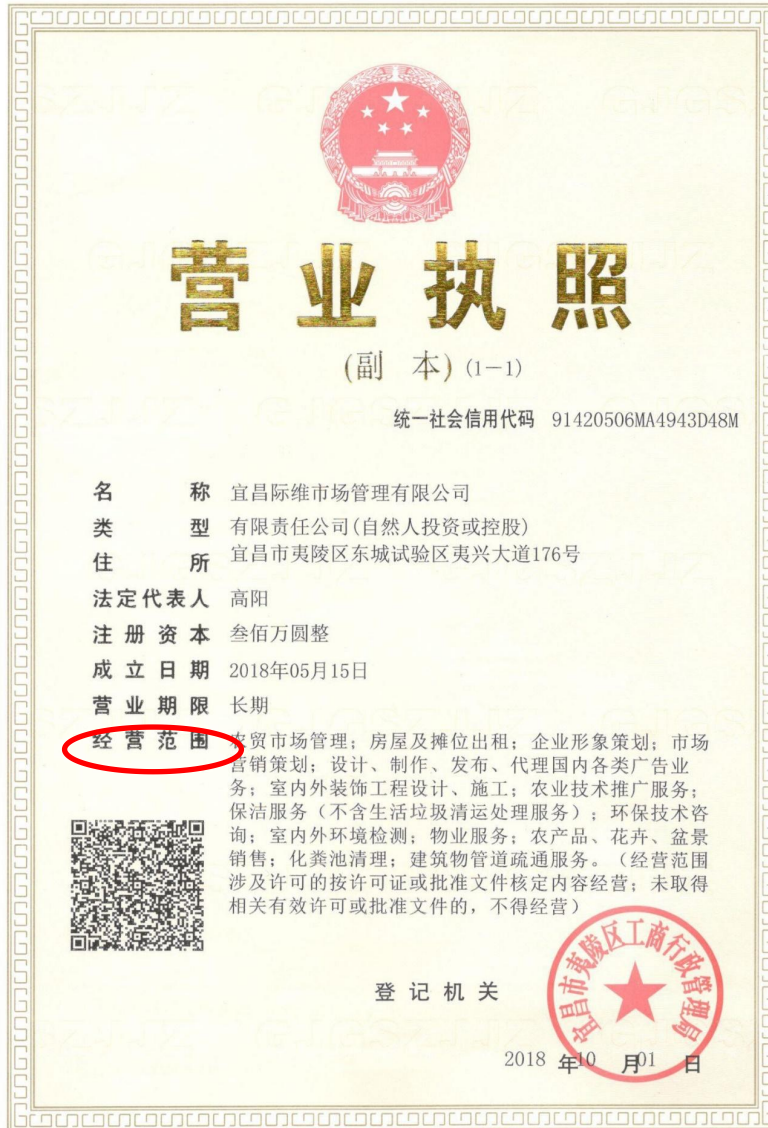 营业执照
(副 本) (1-1)
统一社会信用代码 91420506MA4943D48M
名 称 宜昌际维市场管理有限公司
类 型 有限责任公司(自然人投资或控股)
住 所 宜昌市夷陵区东城试验区夷兴大道176号
法定代表人 高阳
注册资本 叁佰万圆整
成立日期 2018年05月15日
营业期限 长期
经营范围 农贸市场管理；房屋及摊位出租；企业形象策划；市场
营销策划；设计、制作、发布、代理国内各类广告业
务；室内外装饰工程设计、施工；农业技术推广服务；
保洁服务（不含生活垃圾清运处理服务）；环保技术咨
询；室内外环境检测；物业服务；农产品、花卉、盆景
销售；化粪池清理；建筑物管道疏通服务。（经营范围
涉及许可的按许可证或批准文件核定内容经营；未取得
相关有效许可或批准文件的，不得经营）
宜昌市夷陵区工商行政管理局
登记机关
2018 年10 月01 日